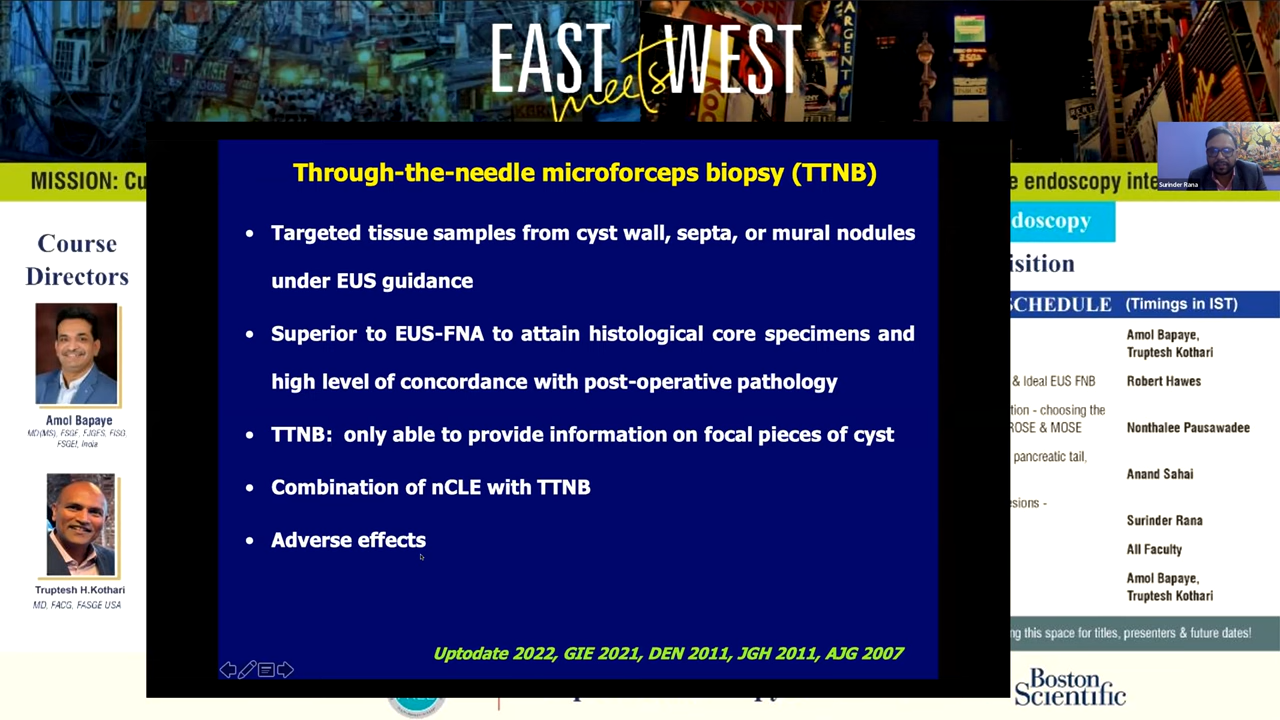 EAST meets WEST
MISSION: Cu
e endoscopy inte
Surinder Rana
Course
Directors
Amol Bapaye
Truptesh H.Kothari
MD, FACG, FASGE USA
Through-the-needle microforceps biopsy (TTNB)
• Targeted tissue samples from cyst wall, septa, or mural nodules
under EUS guidance
• Superior to EUS-FNA to attain histological core specimens and
high level of concordance with post-operative pathology
• TTNB: only able to provide information on focal pieces of cyst
• Combination of nCLE with TTNB
• Adverse effects
Uptodate 2022, GIE 2021, DEN 2011, JGH 2011, AJG 2007
doscopy
isition
SCHEDULE (Timings in IST)
Amol Bapaye,
Truptesh Kothari
& Ideal EUS FNB Robert Hawes
tion - choosing the
ROSE & MOSE Nonthalee Pausawadee
pancreatic tail,
Anand Sahai
esions -
Surinder Rana
All Faculty
Amol Bapaye,
Truptesh Kothari
ng this space for titles, presenters & future dates!
Boston
Scientific